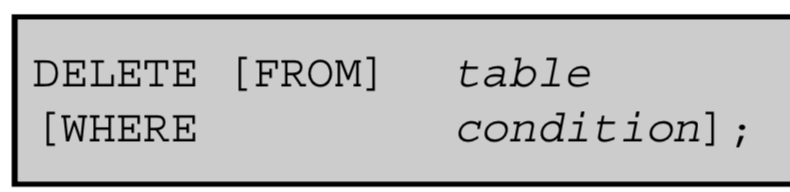 DELETE [FROM] table
[WHERE condition];